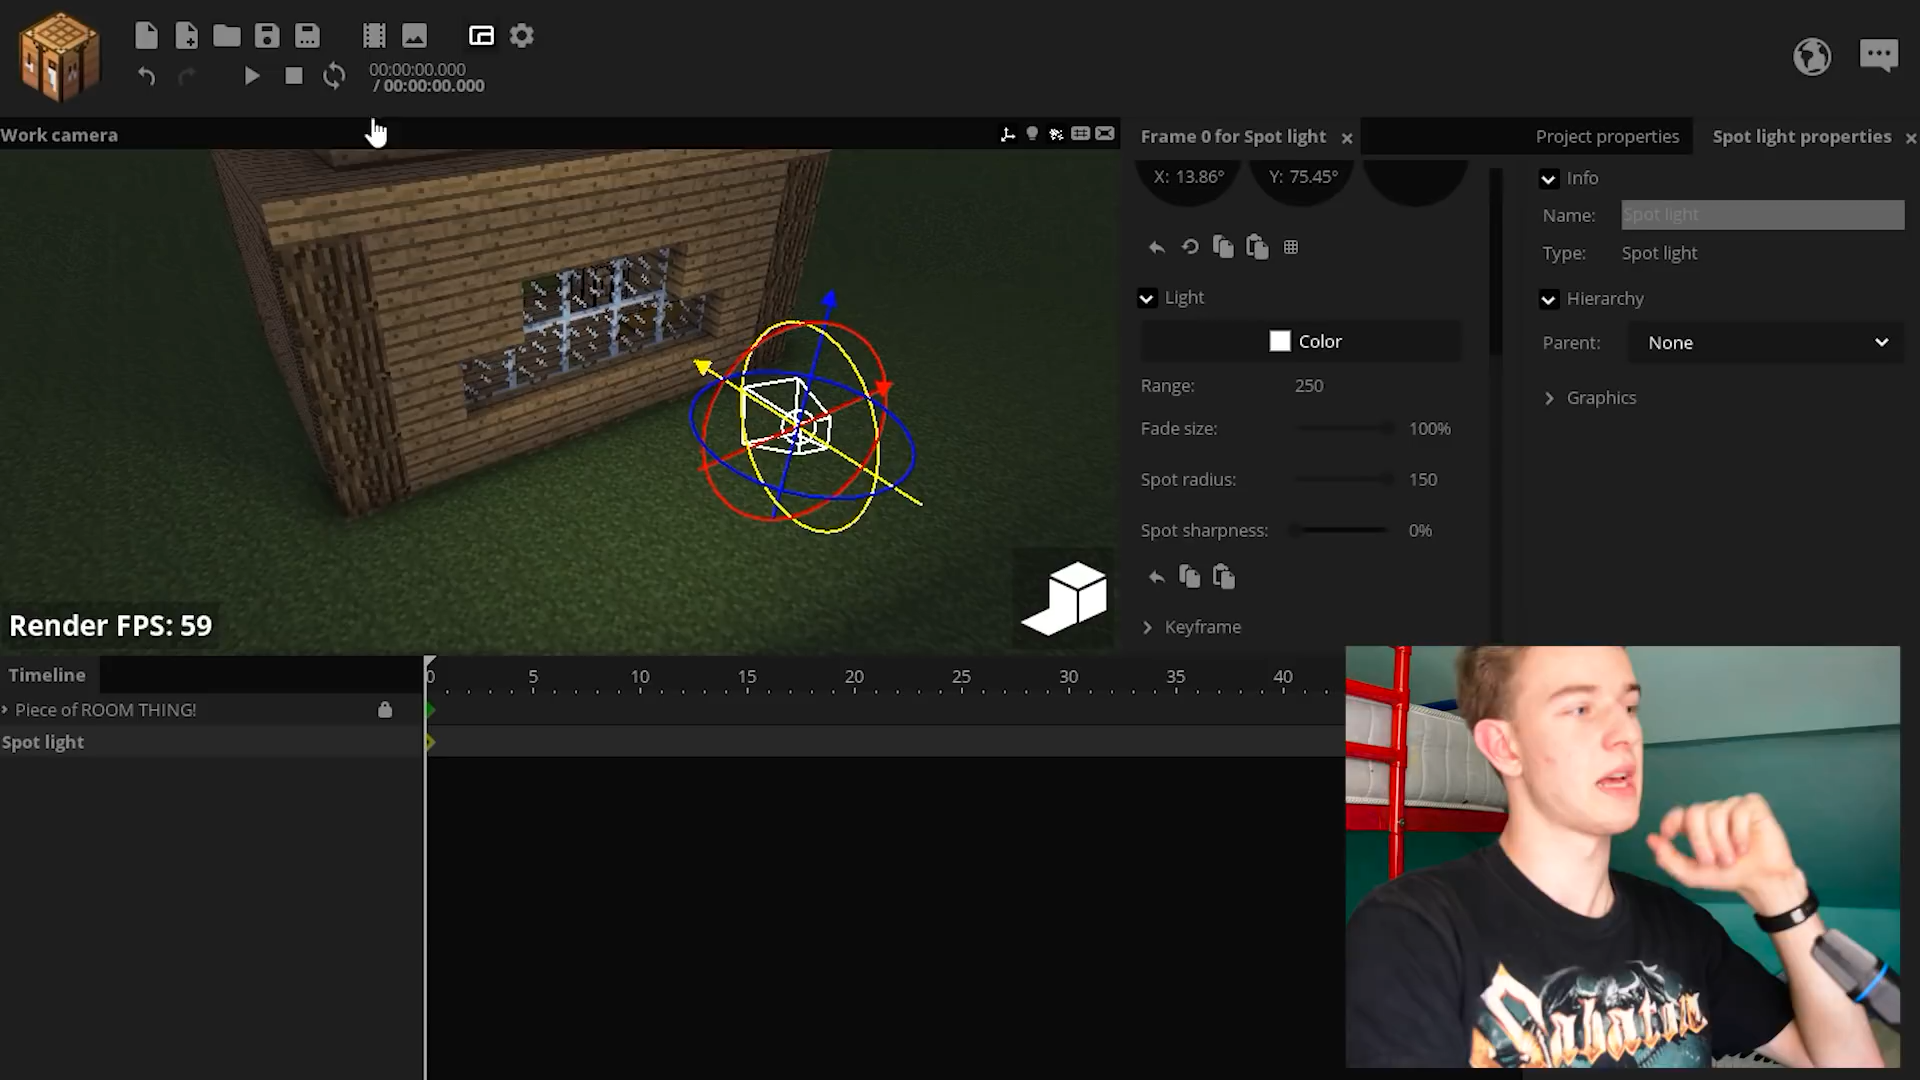 00:00:00.000
/ 00:00:00.000
Work camera
Frame 0 for Spot light
Project properties
Spot light properties
X: 13.86°
Y: 75.45°
Info
Name:
Spot light
Type:
Spot light
Light
Hierarchy
Color
Parent:
None
Range:
250
Graphics
Fade size:
100%
Spot radius:
150
Spot sharpness:
0%
Keyframe
Render FPS: 59
Timeline
0
5
10
15
20
25
30
35
40
Piece of ROOM THING!
Spot light
Sabaton